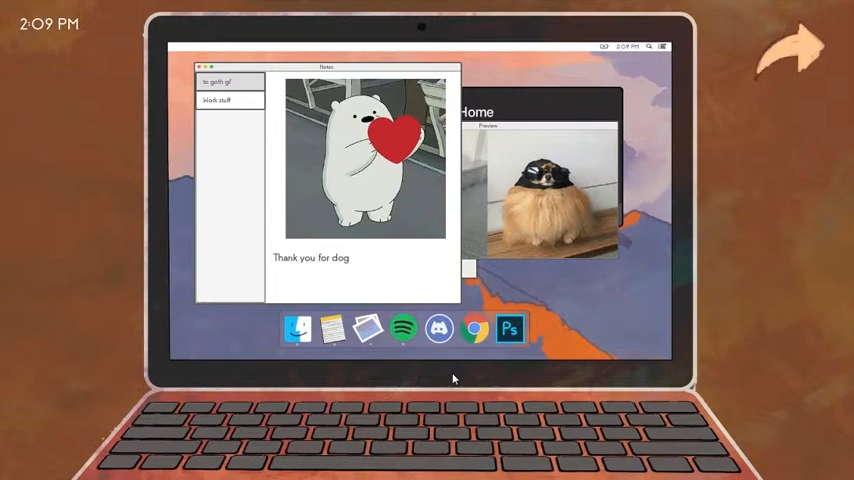 2:09 PM
2:09 PM
Notes
to goth gf
Work stuff
Home
Preview
Thank you for dog
Ps